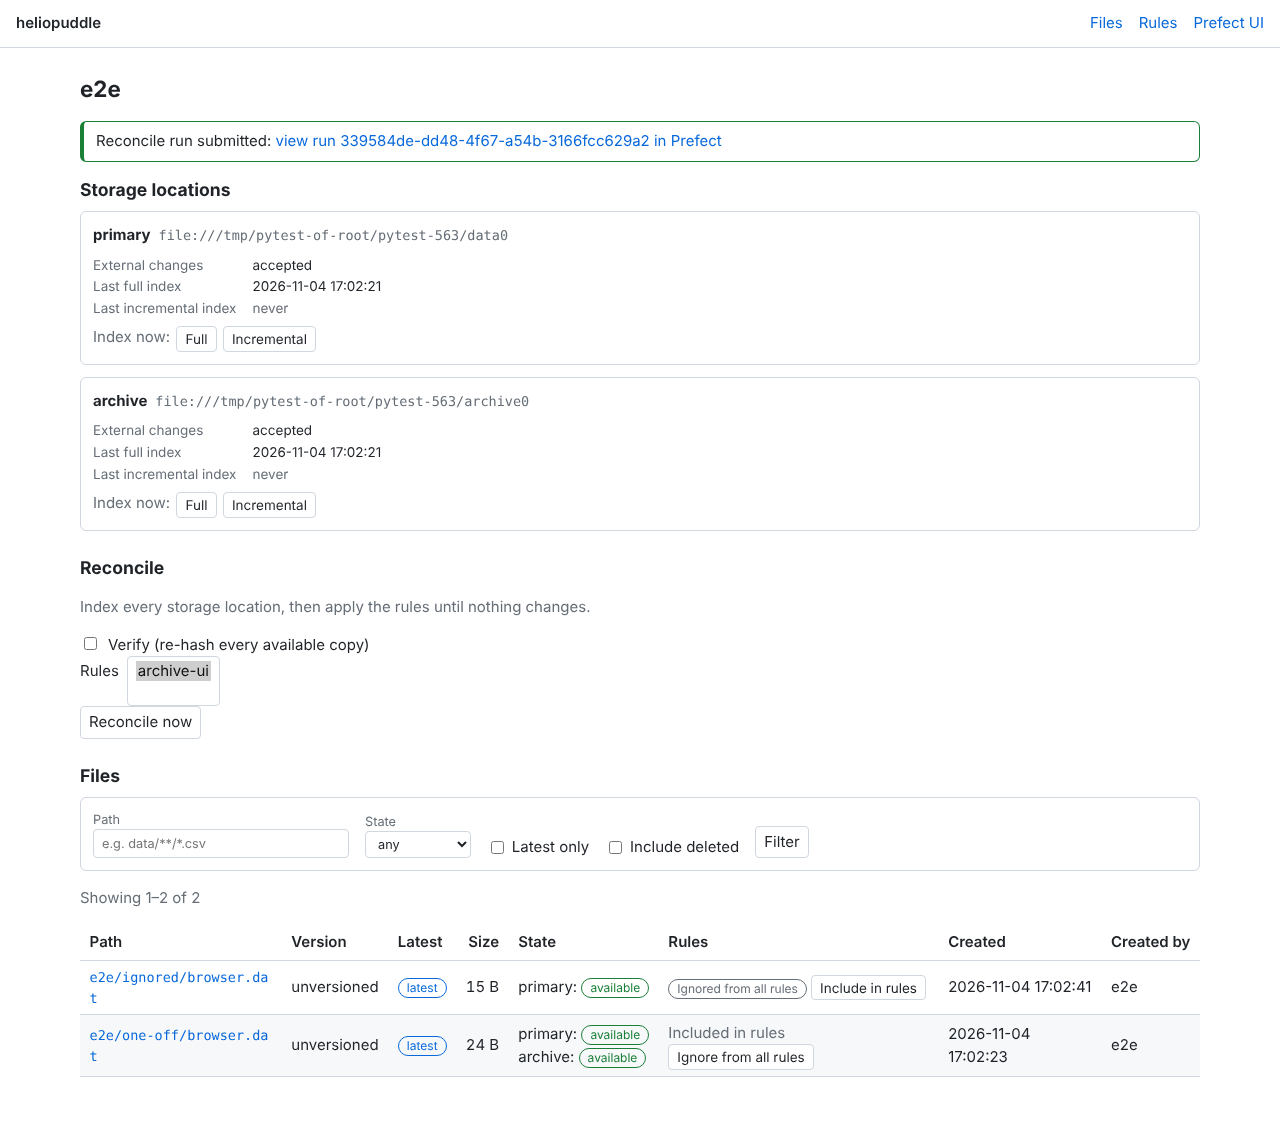 heliopuddle Files Rules Prefect UI
e2e
Reconcile run submitted: view run 339584de-dd48-4f67-a54b-3166fcc629a2 in Prefect
Storage locations
primary file:///tmp/pytest-of-root/pytest-563/data0
External changes accepted
Last full index 2026-11-04 17:02:21
Last incremental index never
Index now: Full Incremental
archive file:///tmp/pytest-of-root/pytest-563/archive0
External changes accepted
Last full index 2026-11-04 17:02:21
Last incremental index never
Index now: Full Incremental
Reconcile
Index every storage location, then apply the rules until nothing changes.
Verify (re-hash every available copy)
Rules archive-ui
Reconcile now
Files
Path State
e.g. data/**/*.csv any Latest only Include deleted Filter
Showing 1–2 of 2
Path Version Latest Size State Rules Created Created by
e2e/ignored/browser.da
t unversioned latest 15 B primary: available Ignored from all rules Include in rules 2026-11-04 17:02:41 e2e
e2e/one-off/browser.da
t unversioned latest 24 B primary: available
archive: available Included in rules
Ignore from all rules 2026-11-04
17:02:23 e2e